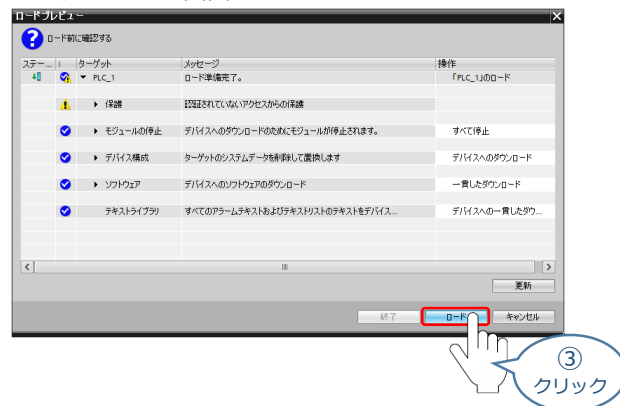 ロードプレビュー
ロード前に確認する
ステー... ! ターゲット メッセージ 操作
PLC_1 ロード準備完了。 「PLC_1」のロード
保護 認証されていないアクセスからの保護
モジュールの停止 デバイスへのダウンロードのためにモジュールが停止されます。 すべて停止
デバイス構成 ターゲットのシステムデータを削除して置換します デバイスへのダウンロード
ソフトウェア デバイスへのソフトウェアのダウンロード 一貫したダウンロード
テキストライブラリ すべてのアラームテキストおよびテキストリストのテキストをデバイス... デバイスへの一貫したダウ...
更新
終了 ロード キャンセル
③
クリック